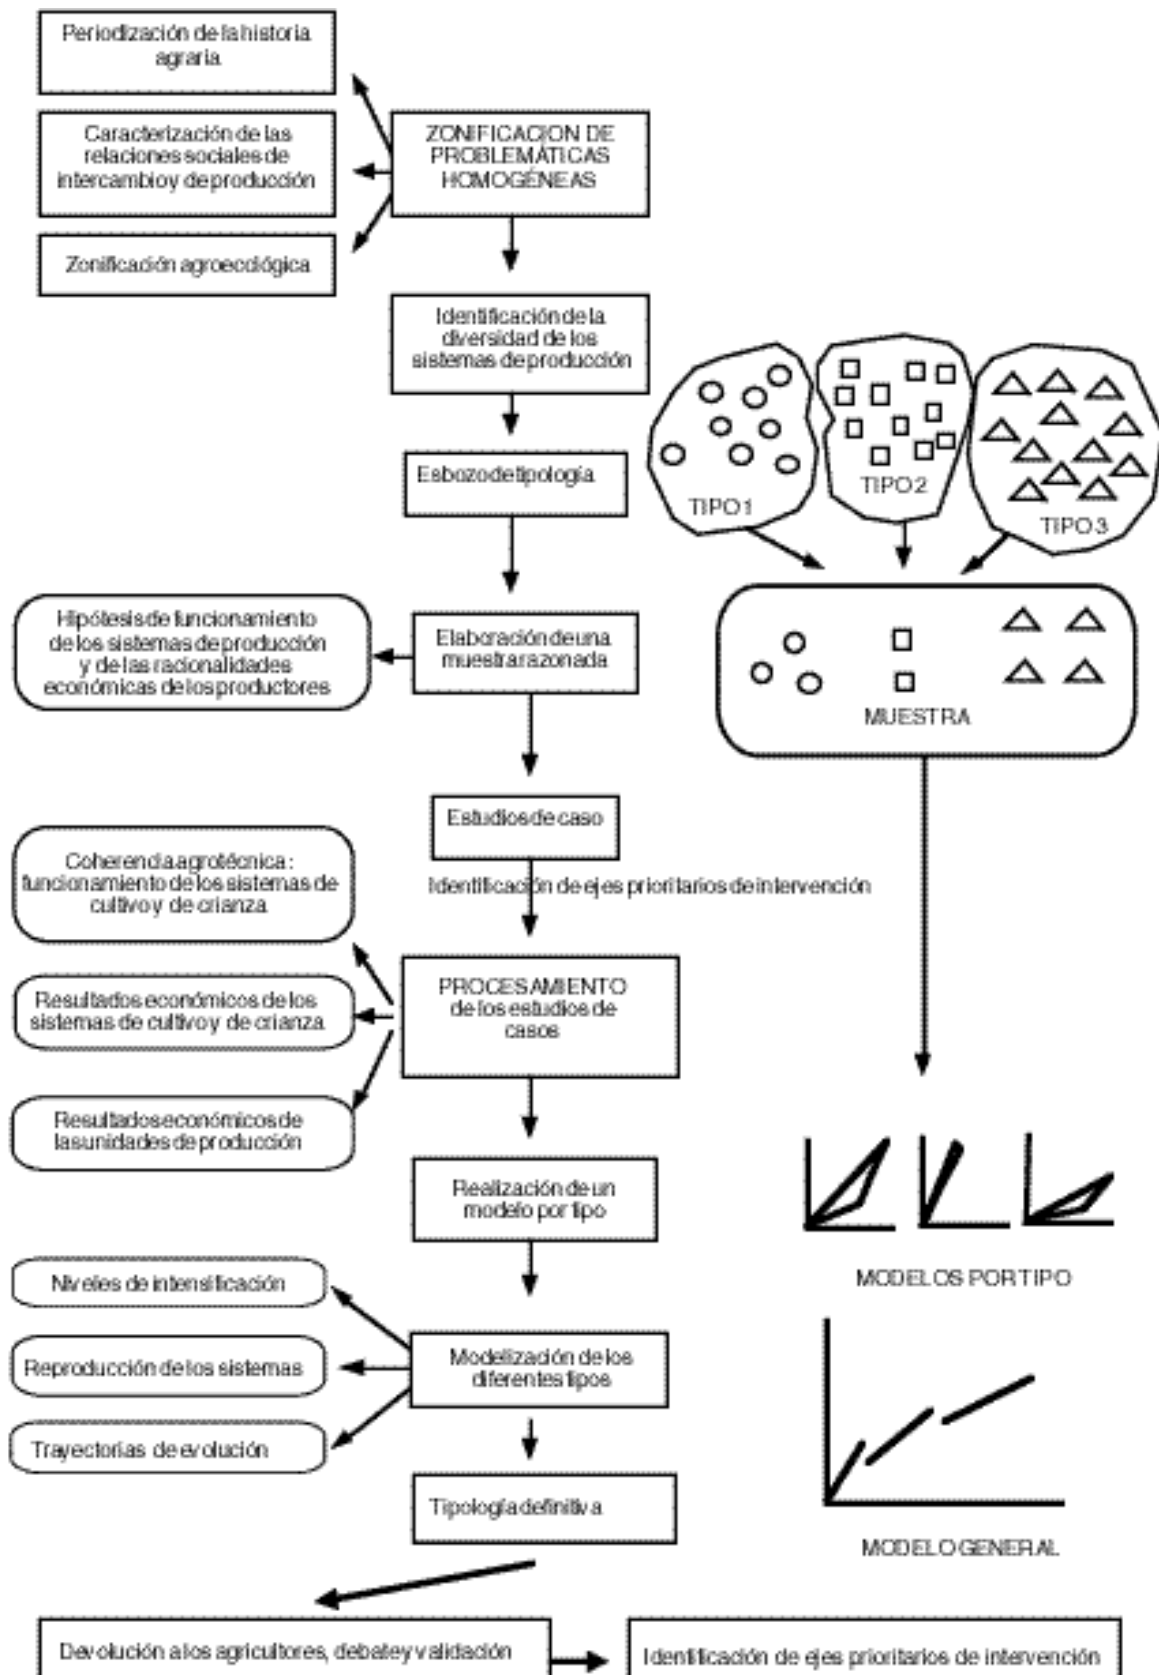 Periodización de la historia
agraria
Caracterización de las
relaciones sociales de
intercambio y de producción
Zonificación agroecológica
ZONIFICACION DE
PROBLEMÁTICAS
HOMOGÉNEAS
Identificación de la
diversidad de los
sistemas de producción
Esbozo de tipología
TIPO 1
TIPO 2
TIPO 3
Hipótesis de funcionamiento
de los sistemas de producción
y de las racionalidades
económicas de los productores
Elaboración de una
muestra razonada
MUESTRA
Estudios de caso
Identificación de ejes prioritarios de intervención
Coherencia agrotécnica :
funcionamiento de los sistemas de
cultivo y de crianza
Resultados económicos de los
sistemas de cultivo y de crianza
Resultados económicos de
las unidades de producción
PROCESAMIENTO
de los estudios de
casos
Realización de un
modelo por tipo
MODELOS POR TIPO
Niveles de intensificación
Reproducción de los sistemas
Trayectorias de evolución
Modelización de los
diferentes tipos
Tipología definitiva
MODELO GENERAL
Devolución a los agricultores, debate y validación
Identificación de ejes prioritarios de intervención